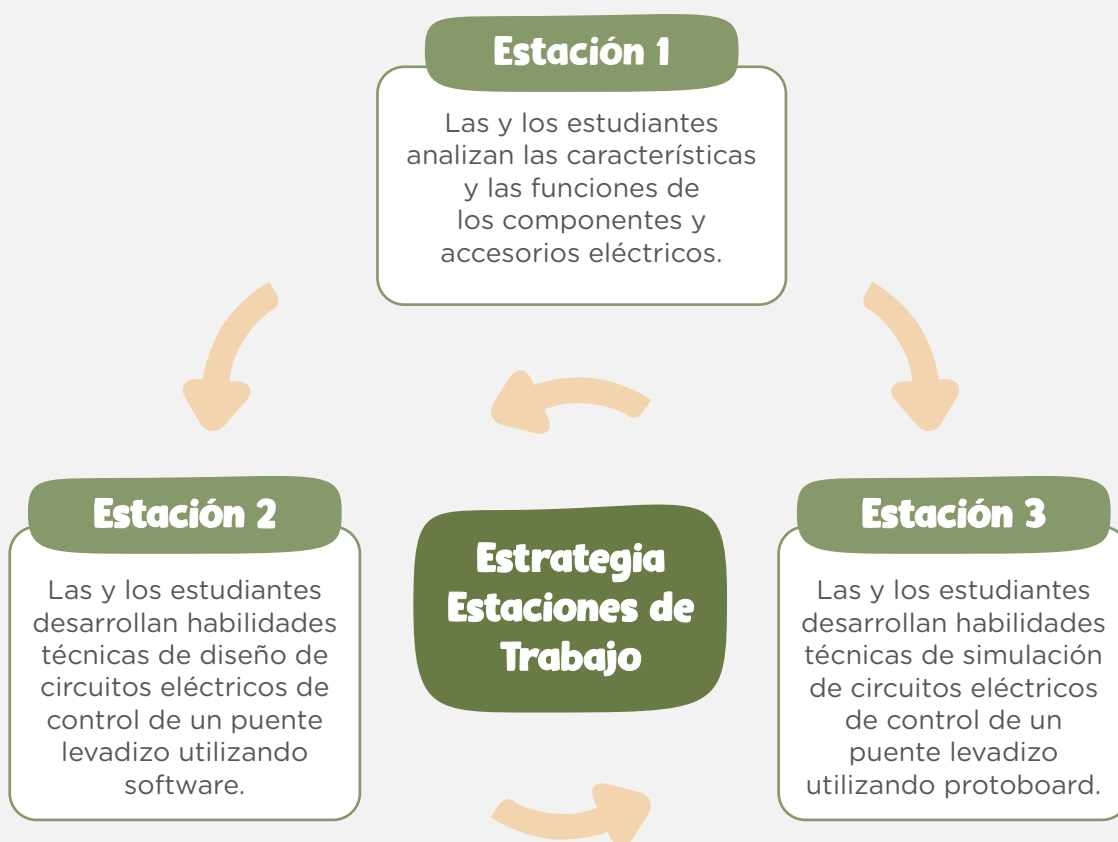 Estación 1
Las y los estudiantes
analizan las características
y las funciones de
los componentes y
accesorios eléctricos.
Estación 2
Las y los estudiantes
desarrollan habilidades
técnicas de diseño de
circuitos eléctricos de
control de un puente
levadizo utilizando
software.
Estrategia
Estaciones de
Trabajo
Estación 3
Las y los estudiantes
desarrollan habilidades
técnicas de simulación
de circuitos eléctricos
de control de un
puente levadizo
utilizando protoboard.